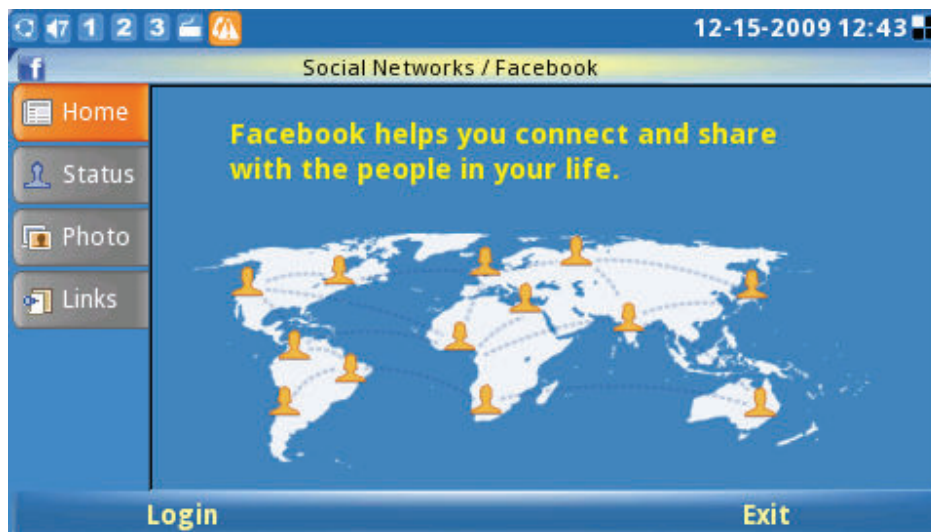 47 1 2 3 12-15-2009 12:43
f Social Networks / Facebook
Home
Status
Photo
Links
Facebook helps you connect and share
with the people in your life.
Login Exit